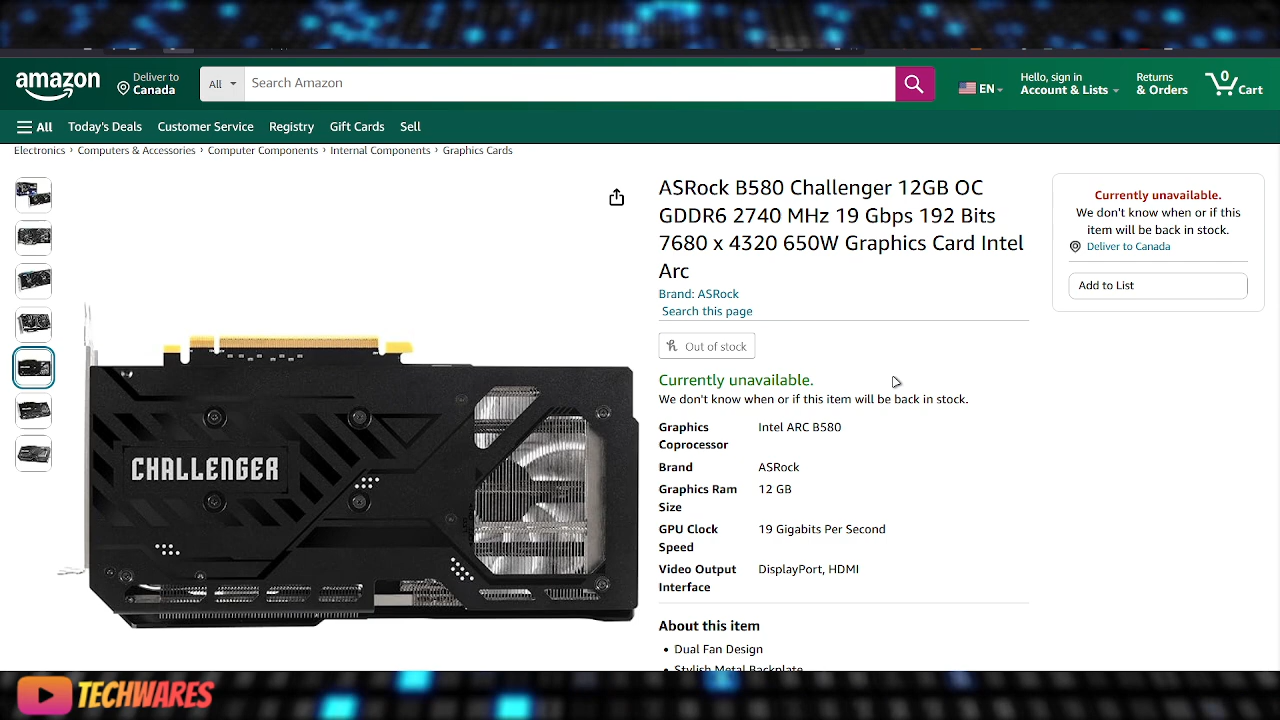 amazon
Deliver to
Canada
All
Search Amazon
EN
Hello, sign in
Account & Lists
Returns
& Orders
0
Cart
All
Today's Deals
Customer Service
Registry
Gift Cards
Sell
Electronics › Computers & Accessories › Computer Components › Internal Components › Graphics Cards
ASRock B580 Challenger 12GB OC
GDDR6 2740 MHz 19 Gbps 192 Bits
7680 x 4320 650W Graphics Card Intel
Arc
Brand: ASRock
Search this page
Out of stock
Currently unavailable.
We don't know when or if this item will be back in stock.
Graphics Coprocessor
Intel ARC B580
Brand
ASRock
Graphics Ram Size
12 GB
GPU Clock Speed
19 Gigabits Per Second
Video Output Interface
DisplayPort, HDMI
About this item
• Dual Fan Design
• Stylish Metal Backplate
Currently unavailable.
We don't know when or if this
item will be back in stock.
Deliver to Canada
Add to List
CHALLENGER
TECHWARES